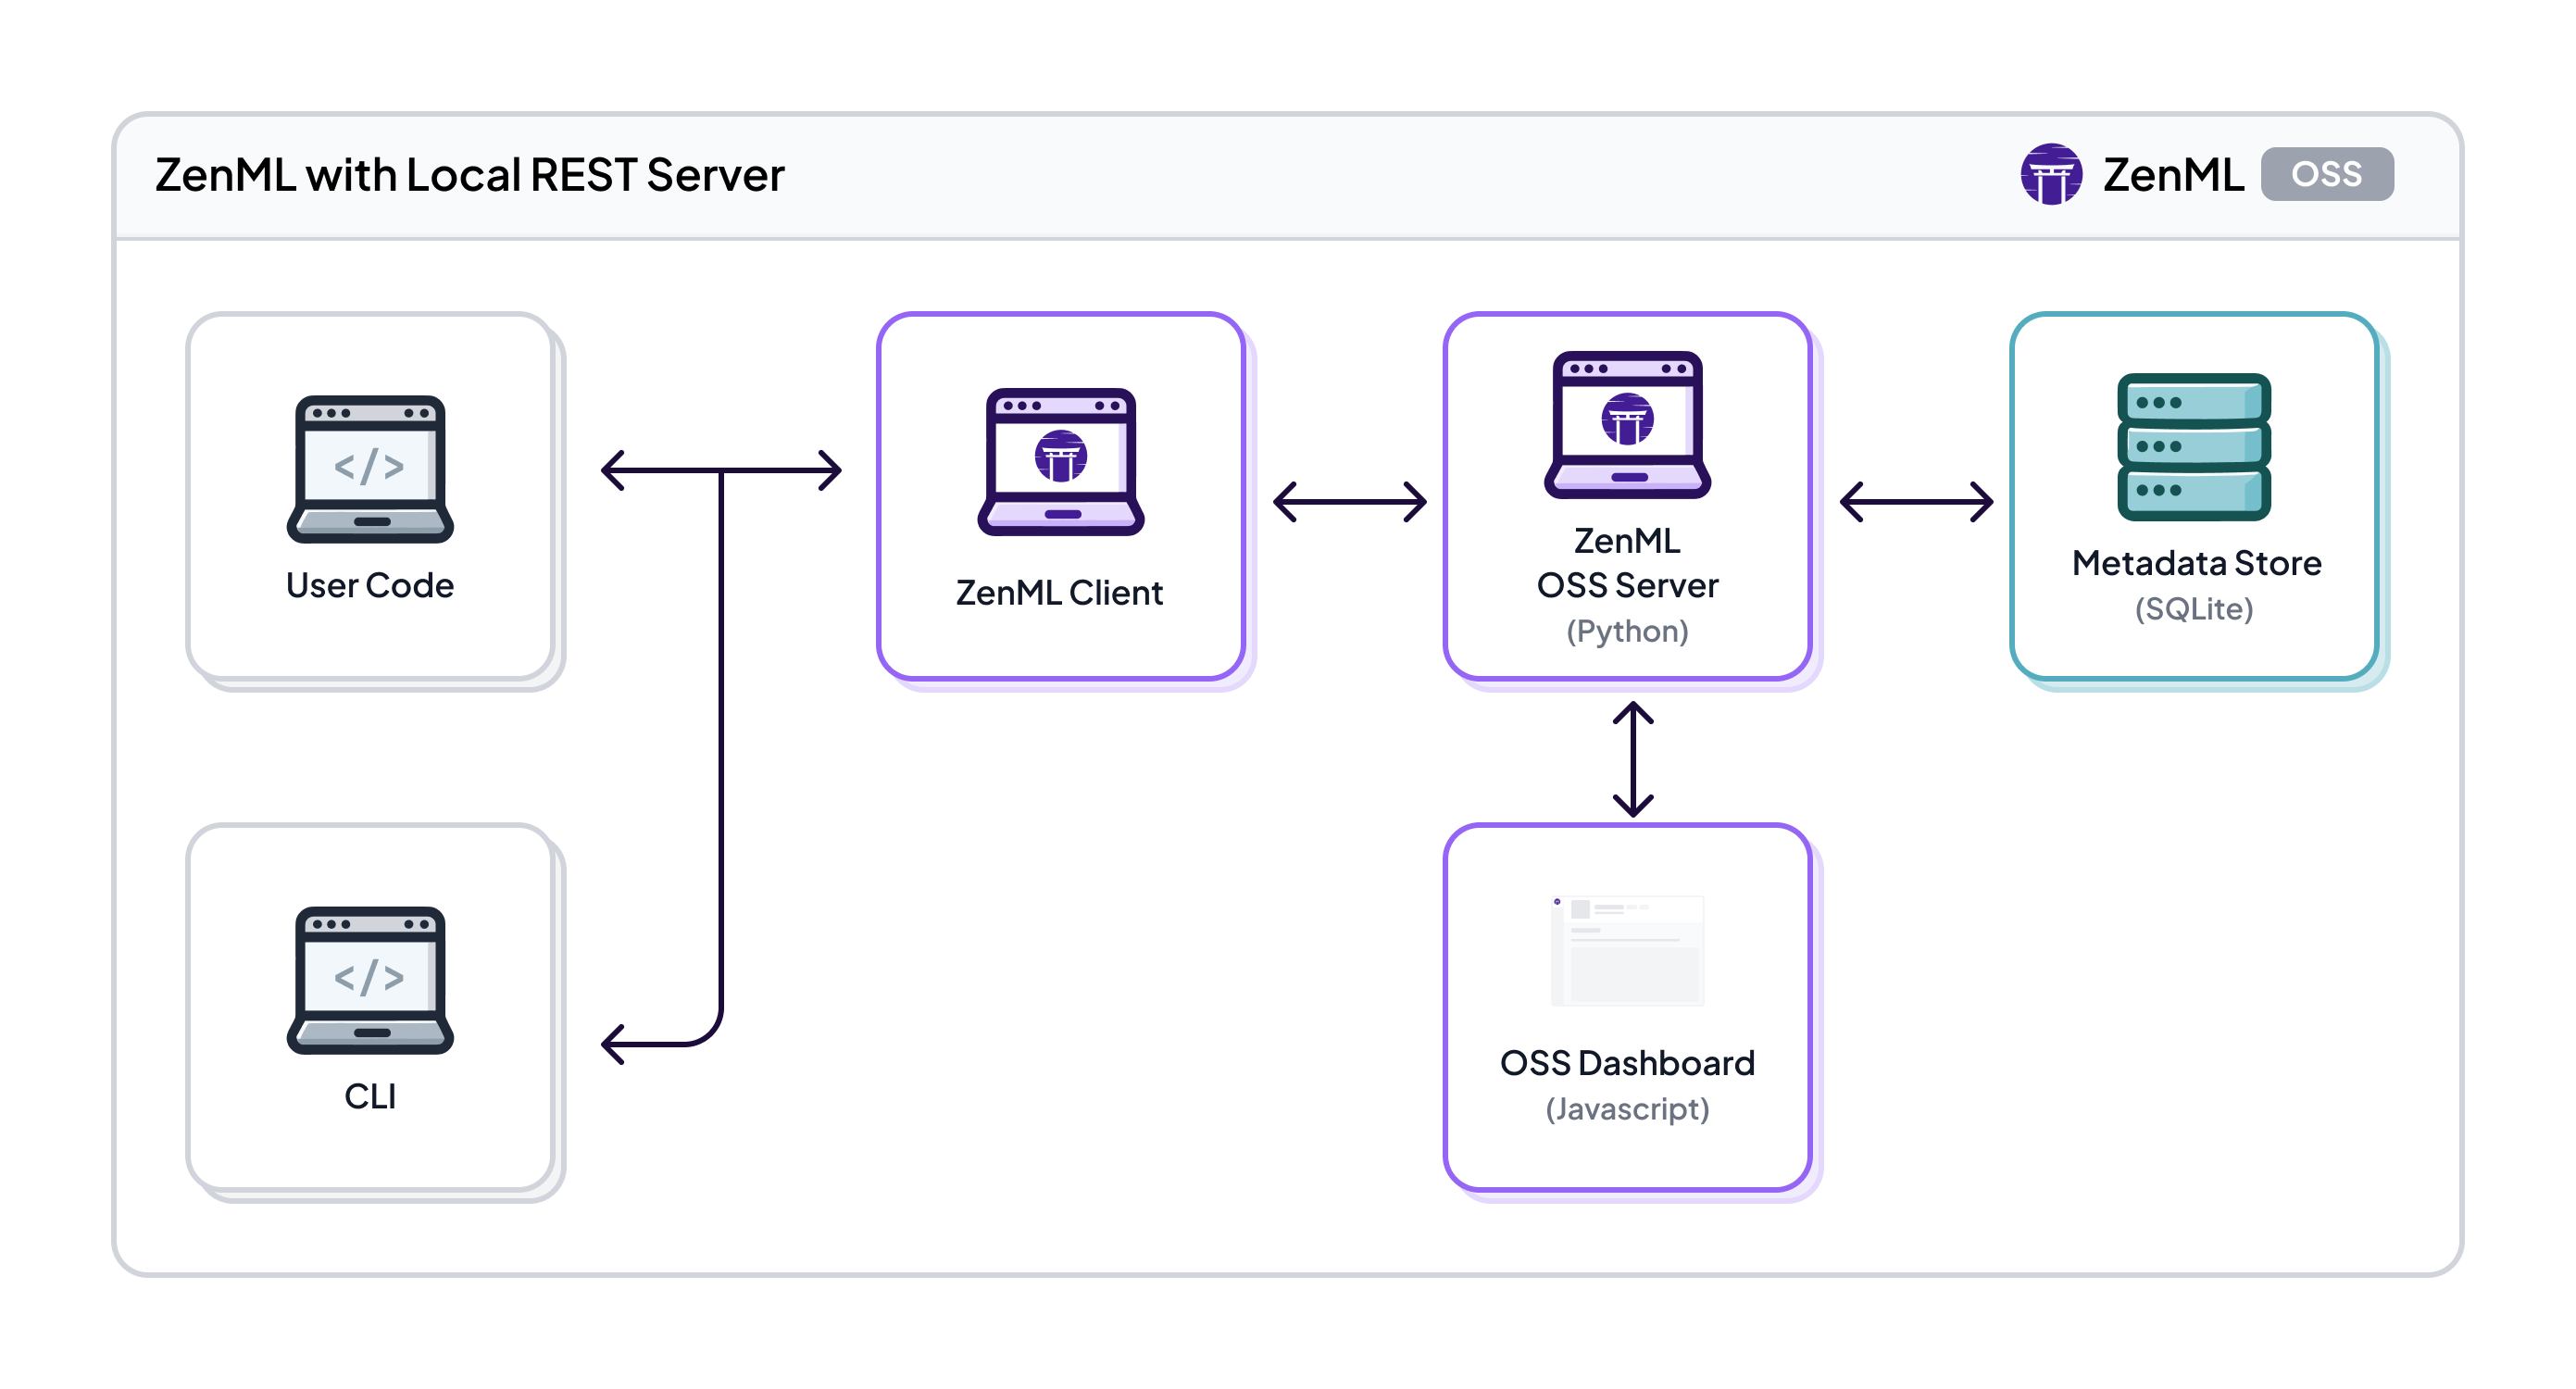 ZenML with Local REST Server
ZenML OSS
</>
User Code
ZenML Client
ZenML
OSS Server
(Python)
Metadata Store
(SQLite)
</>
CLI
OSS Dashboard
(Javascript)